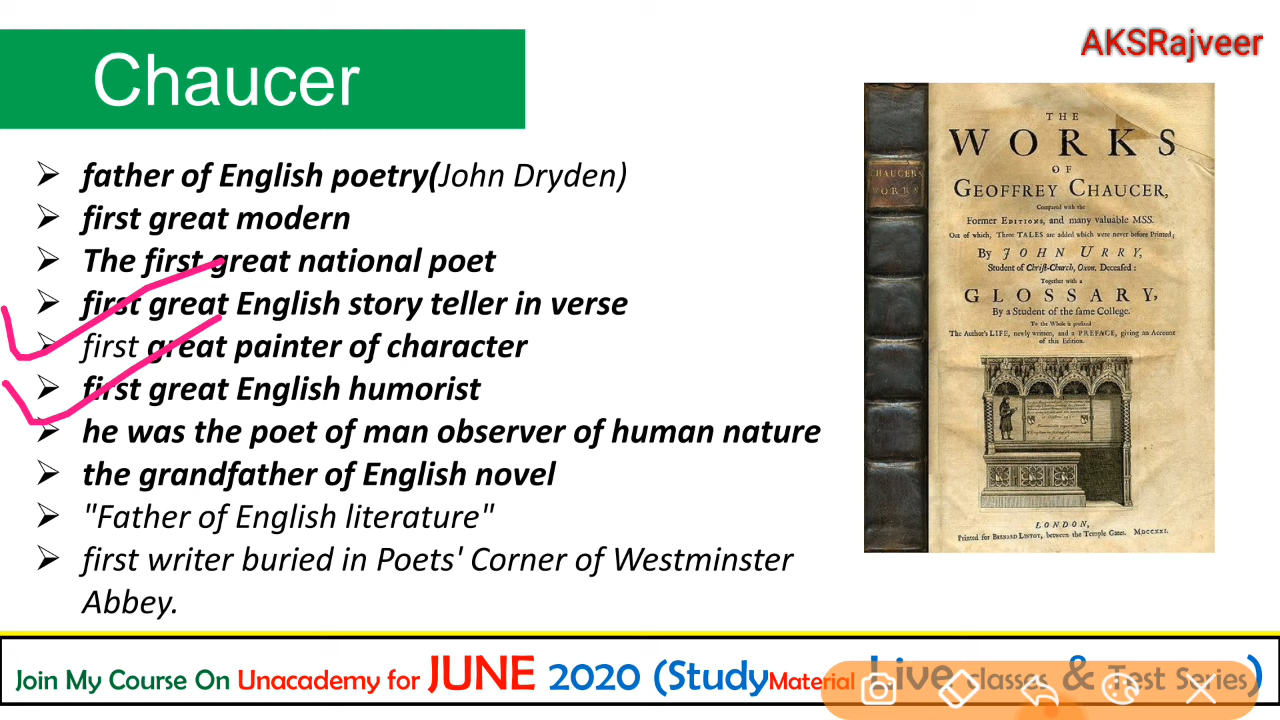 AKSRajveer
Chaucer
father of English poetry(John Dryden)
first great modern
The first great national poet
first great English story teller in verse
first great painter of character
first great English humorist
he was the poet of man observer of human nature
the grandfather of English novel
"Father of English literature"
first writer buried in Poets' Corner of Westminster
Abbey.
CHAUCER'S
WORKS
THE
WORKS
OF
GEOFFREY CHAUCER,
Compared with the
Former EDITIONS, and many valuable MSS.
Out of which, Three TALES are added which were never before Printed;
By JOHN URRY,
Student of Christ-Church, Oxon. Deceased:
Together with a
GLOSSARY,
By a Student of the same College.
To the Whole is prefixed
The Author's LIFE, newly written, and a PREFACE, giving an Account
of this Edition.
LONDON,
Printed for BERNARD LINTOT, between the Temple Gates. MDCCXXI.
Join My Course On Unacademy for JUNE 2020 (StudyMaterial Live classes & Test Series)